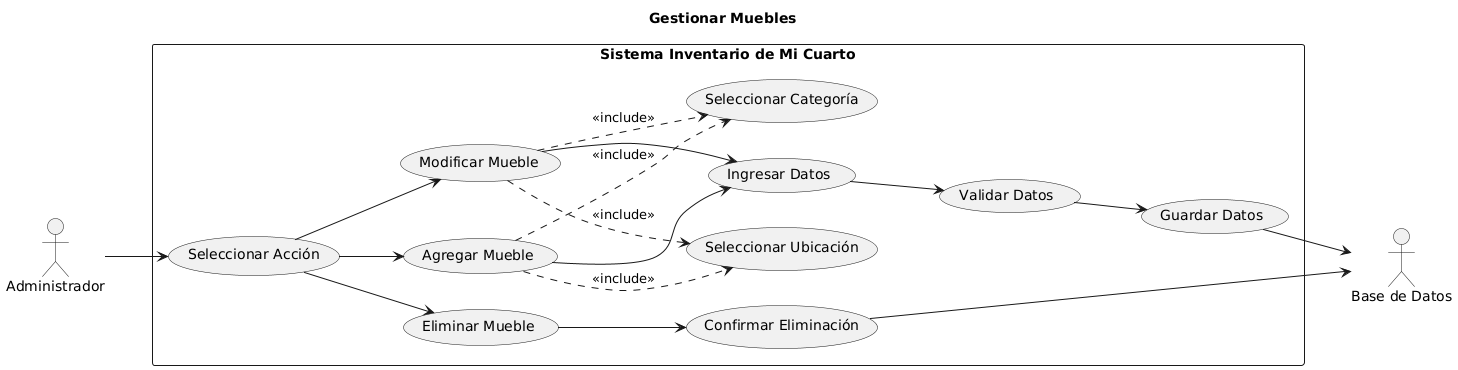 Gestionar Muebles
Sistema Inventario de Mi Cuarto
Seleccionar Categoría
«include»
Modificar Mueble
«include»
Ingresar Datos
Validar Datos
«include»
Guardar Datos
Seleccionar Acción
Agregar Mueble
Seleccionar Ubicación
«include»
Administrador
Base de Datos
Eliminar Mueble
Confirmar Eliminación